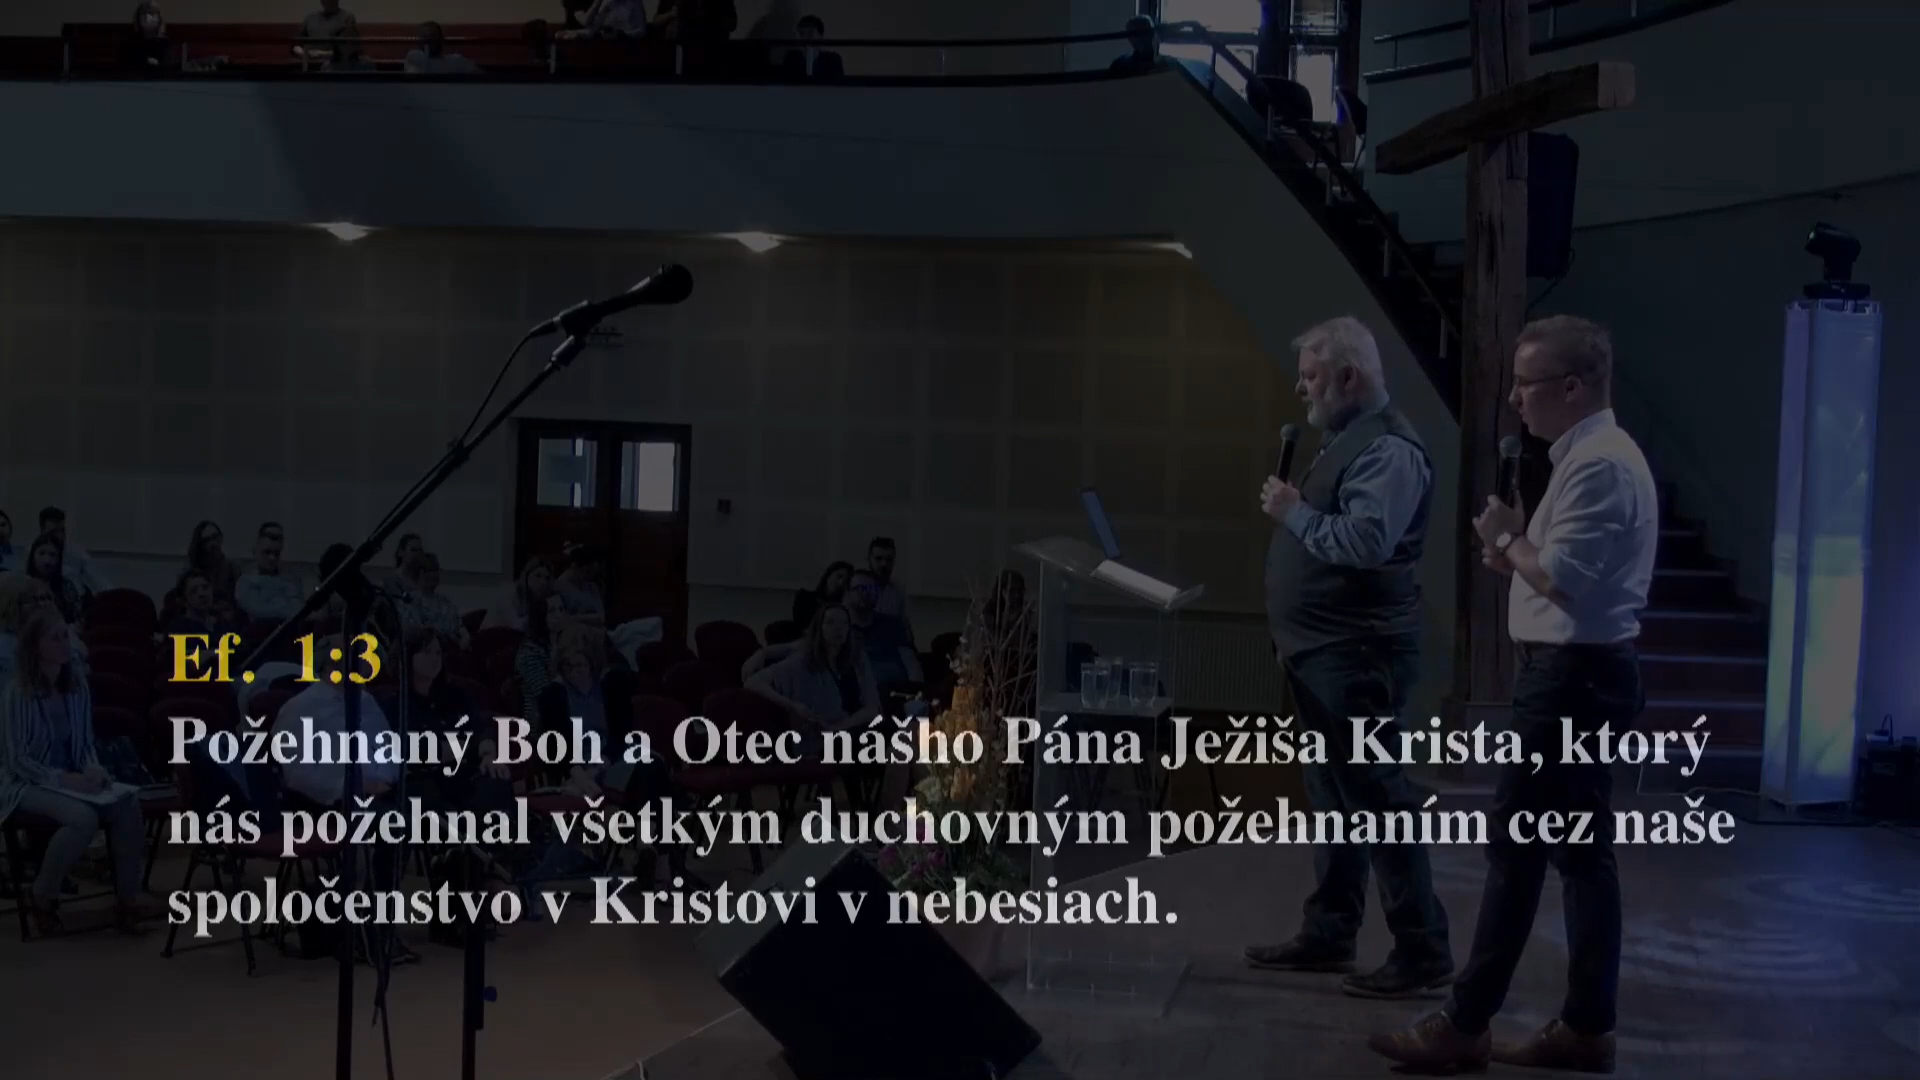 Ef. 1:3
Požehnaný Boh a Otec nášho Pána Ježiša Krista, ktorý
nás požehnal všetkým duchovným požehnaním cez naše
spoločenstvo v Kristovi v nebesiach.